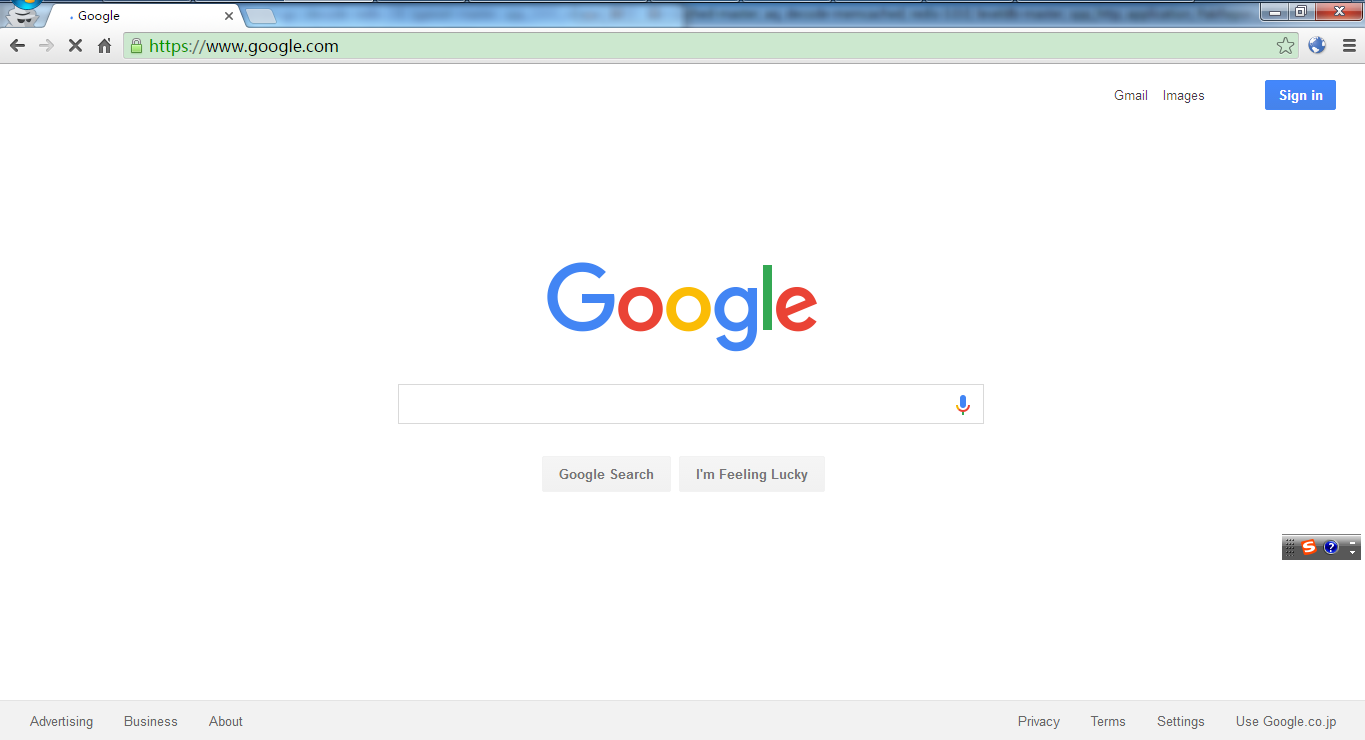 Google
https://www.google.com
Gmail Images Sign in
Google
Google Search I'm Feeling Lucky
Advertising Business About Privacy Terms Settings Use Google.co.jp